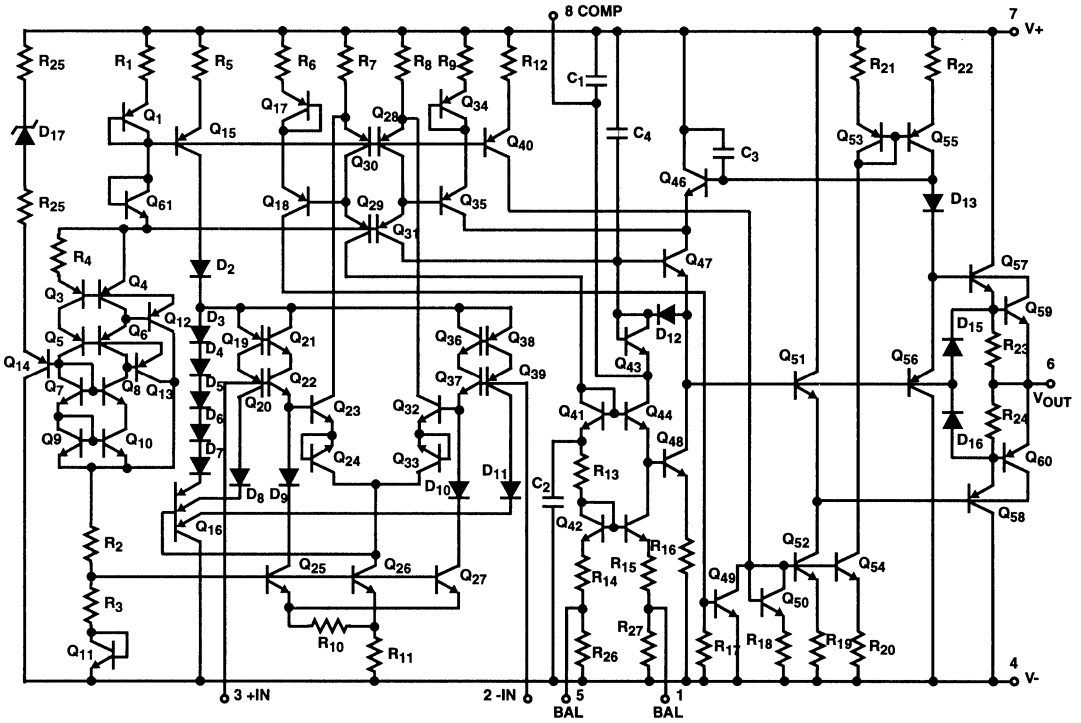 8 COMP
7
V+
R25
R1
R5
R6
R7
R8
R9
R12
C1
R21
R22
Q1
Q17
Q28
Q34
D17
Q15
C4
Q53
Q55
Q30
Q40
C3
R25
Q61
Q18
Q29
Q35
Q46
D13
Q31
R4
D2
Q47
Q57
Q3
Q4
Q12
D3
Q59
Q5
Q6
Q19
Q21
Q36
Q38
D12
D15
D4
R23
Q14
Q43
Q51
Q56
6
Q7
Q8
Q13
D5
Q20
Q22
Q37
Q39
VOUT
D6
Q23
Q32
Q41
Q44
D16
R24
Q9
Q10
D7
Q24
Q33
Q48
Q60
R13
D8
D9
D10
D11
C2
Q16
Q42
Q58
R2
R16
Q52
Q25
Q26
Q27
R14
R15
Q49
Q54
R3
Q50
R10
R27
Q11
R11
R26
R17
R18
R19
R20
4
V-
3 +IN
2 -IN
5
1
BAL
BAL